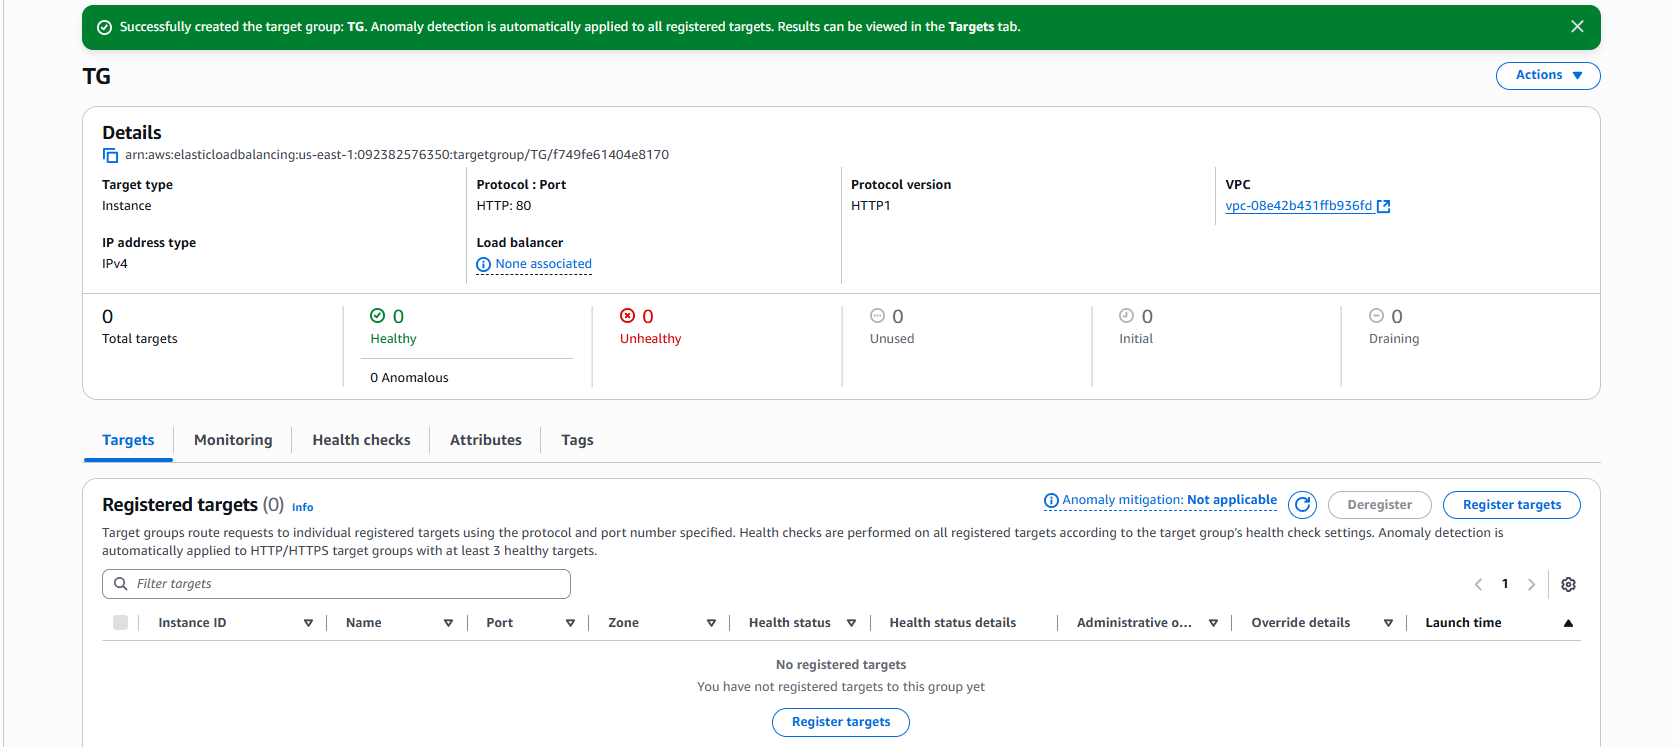 Successfully created the target group: TG. Anomaly detection is automatically applied to all registered targets. Results can be viewed in the Targets tab.
TG
Actions
Details
arn:aws:elasticloadbalancing:us-east-1:092382576350:targetgroup/TG/f749fe61404e8170
Target type
Instance
Protocol : Port
HTTP: 80
Protocol version
HTTP1
VPC
vpc-08e42b431ffb936fd
IP address type
IPv4
Load balancer
None associated
0
Total targets
0
Healthy
0 Anomalous
0
Unhealthy
0
Unused
0
Initial
0
Draining
Targets
Monitoring
Health checks
Attributes
Tags
Registered targets (0) Info
Anomaly mitigation: Not applicable
Deregister
Register targets
Target groups route requests to individual registered targets using the protocol and port number specified. Health checks are performed on all registered targets according to the target group's health check settings. Anomaly detection is
automatically applied to HTTP/HTTPS target groups with at least 3 healthy targets.
Filter targets
1
Instance ID
Name
Port
Zone
Health status
Health status details
Administrative o...
Override details
Launch time
No registered targets
You have not registered targets to this group yet
Register targets